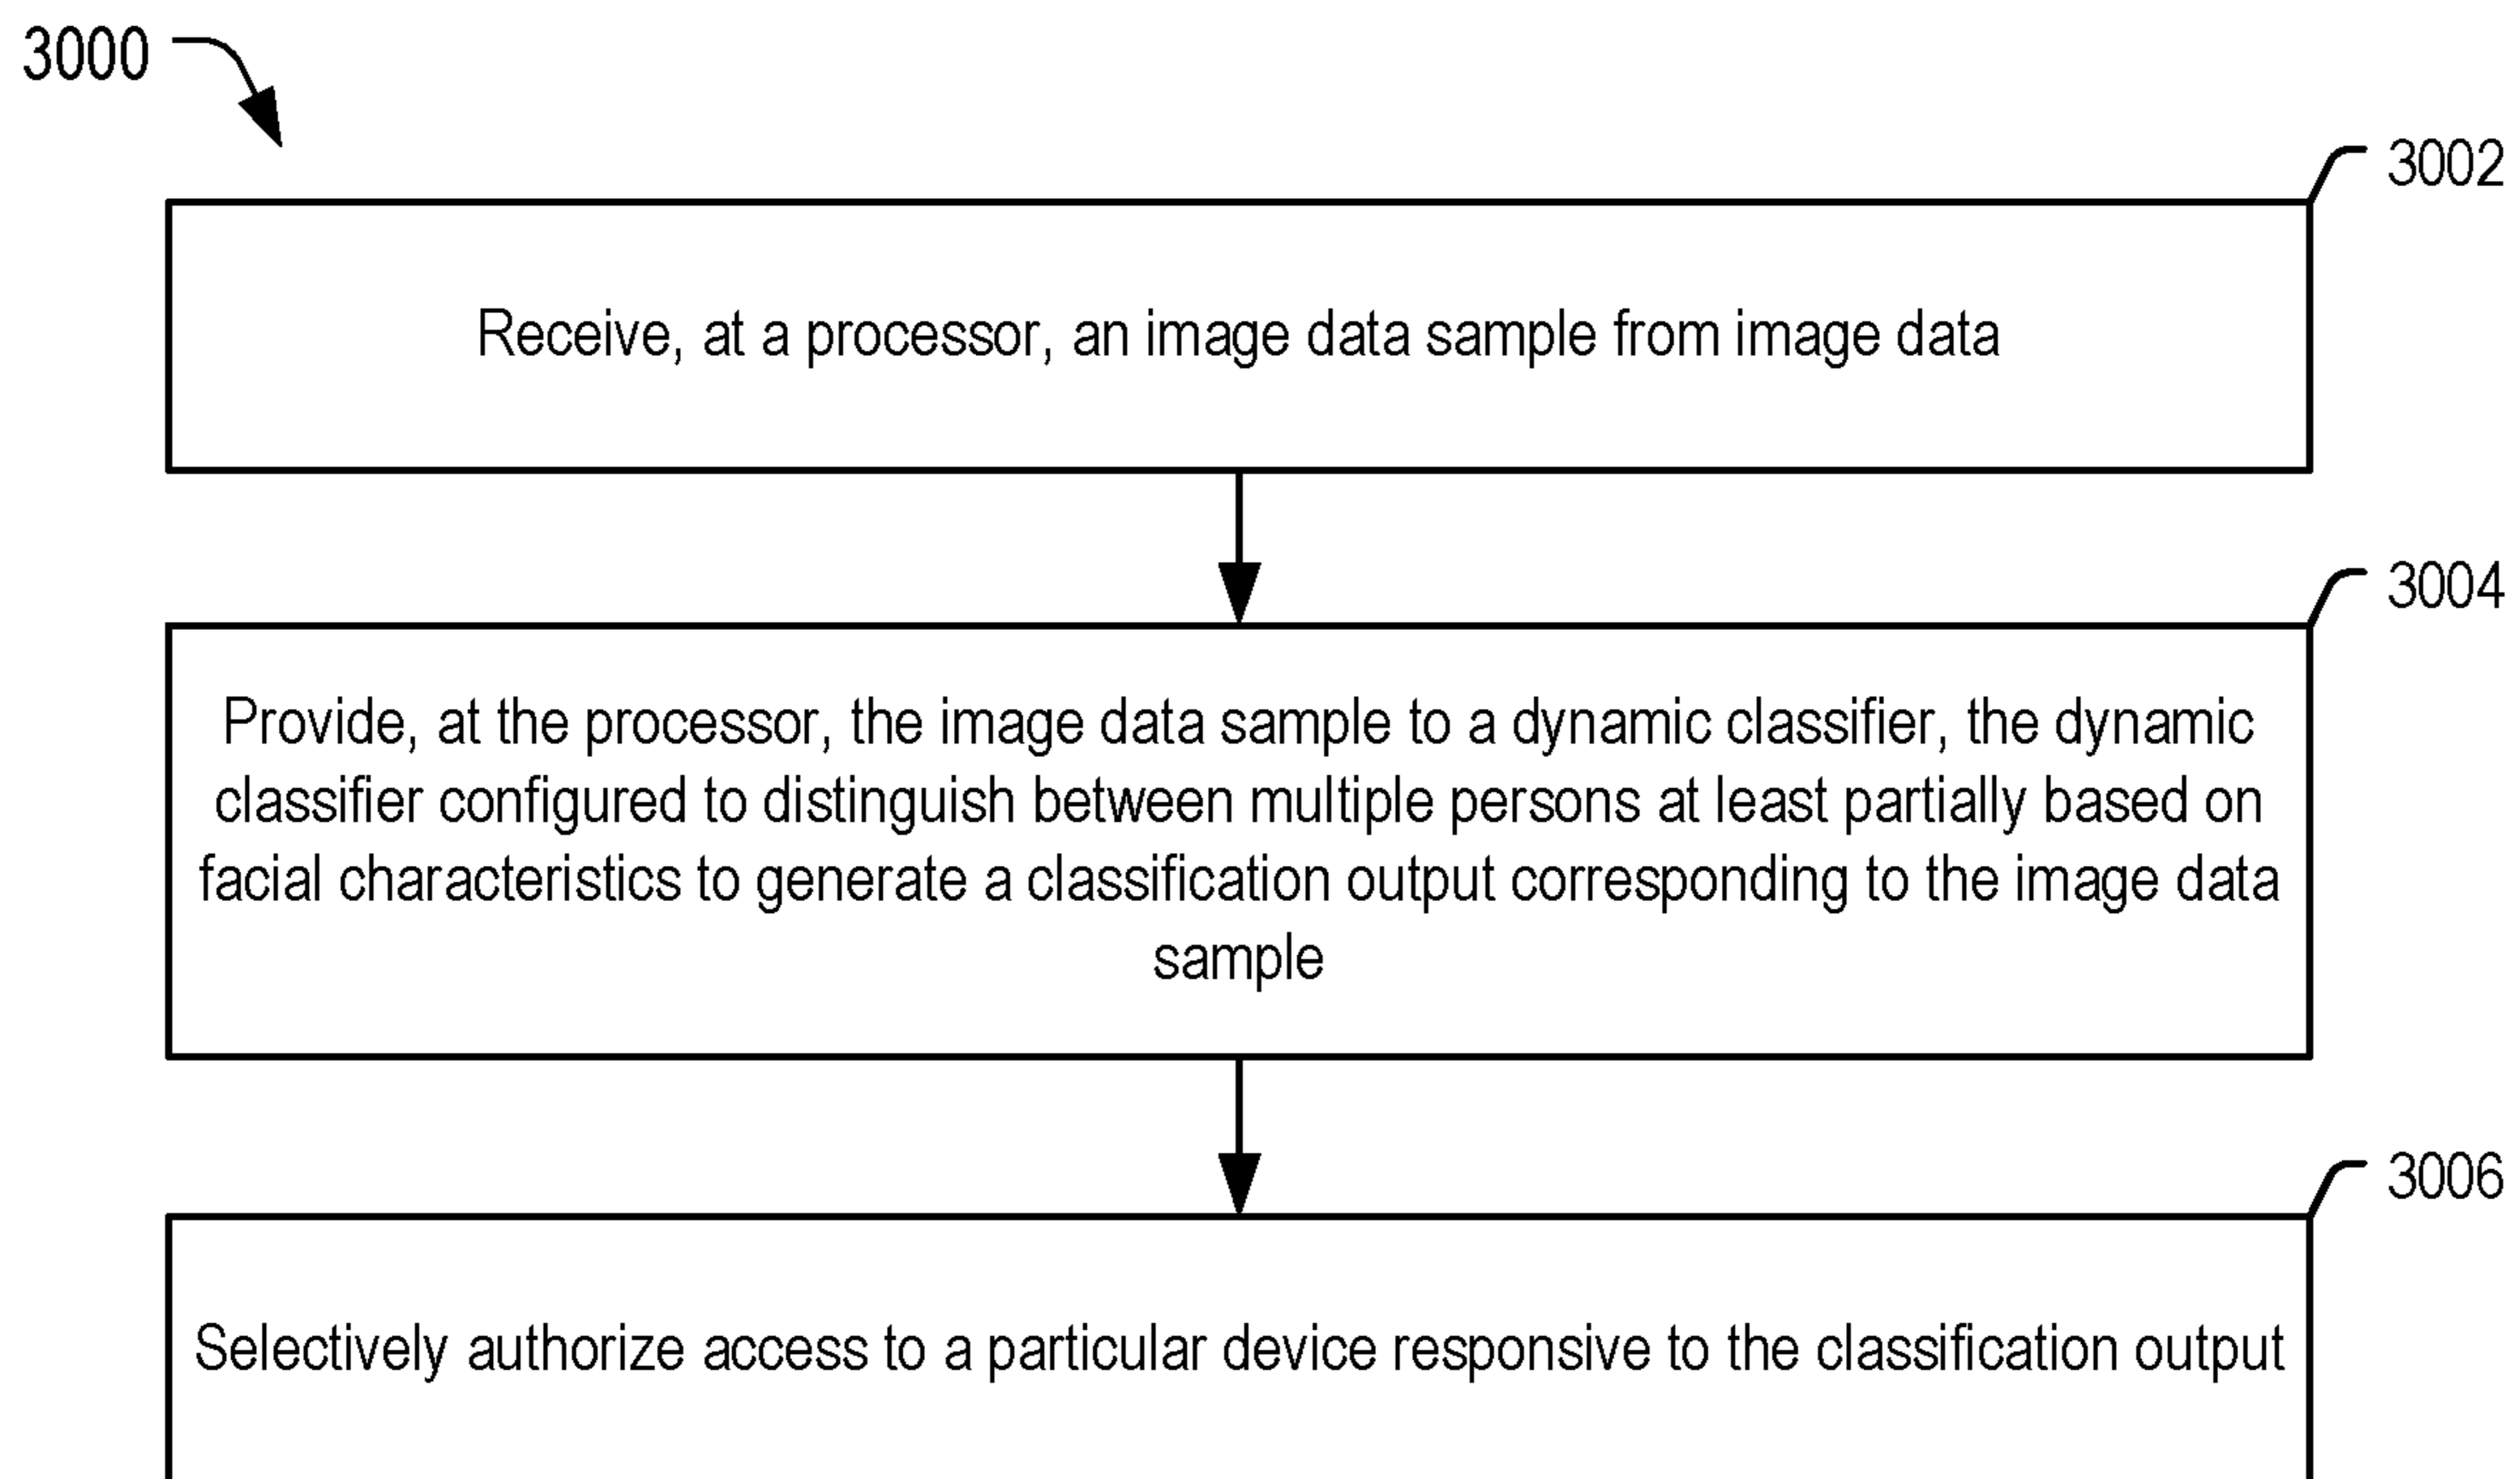 3000
3002
Receive, at a processor, an image data sample from image data
3004
Provide, at the processor, the image data sample to a dynamic classifier, the dynamic
classifier configured to distinguish between multiple persons at least partially based on
facial characteristics to generate a classification output corresponding to the image data
sample
3006
Selectively authorize access to a particular device responsive to the classification output